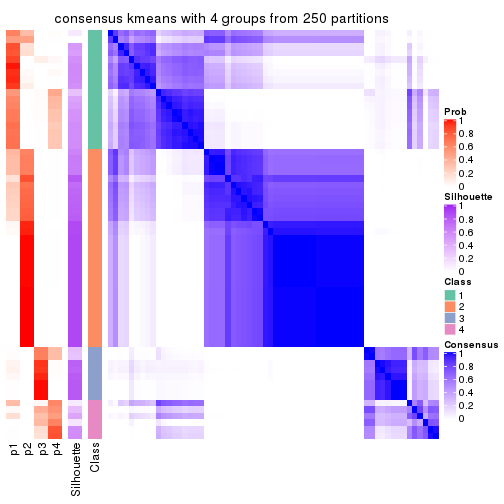 consensus kmeans with 4 groups from 250 partitions
Prob
1
0.8
0.6
0.4
0.2
0
Silhouette
1
0.8
0.6
0.4
0.2
0
Class
1
2
3
4
Consensus
1
0.8
0.6
0.4
0.2
0
p1
p2
p3
p4
Silhouette
Class